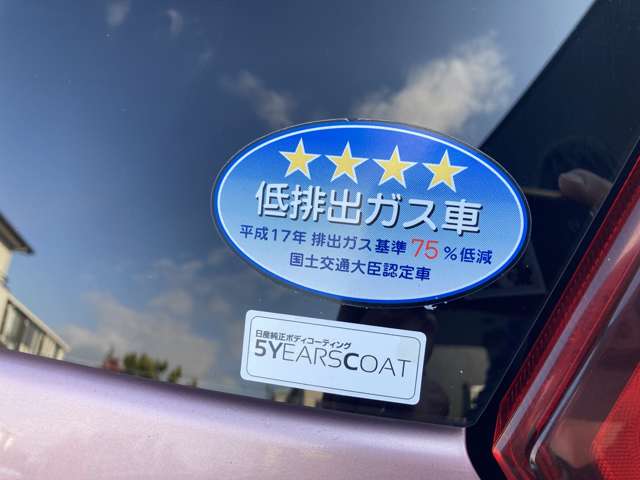 低排出ガス車
平成17年 排出ガス基準 75 %低減
国土交通大臣認定車
日産純正ボディコーティング
5YEARSCOAT